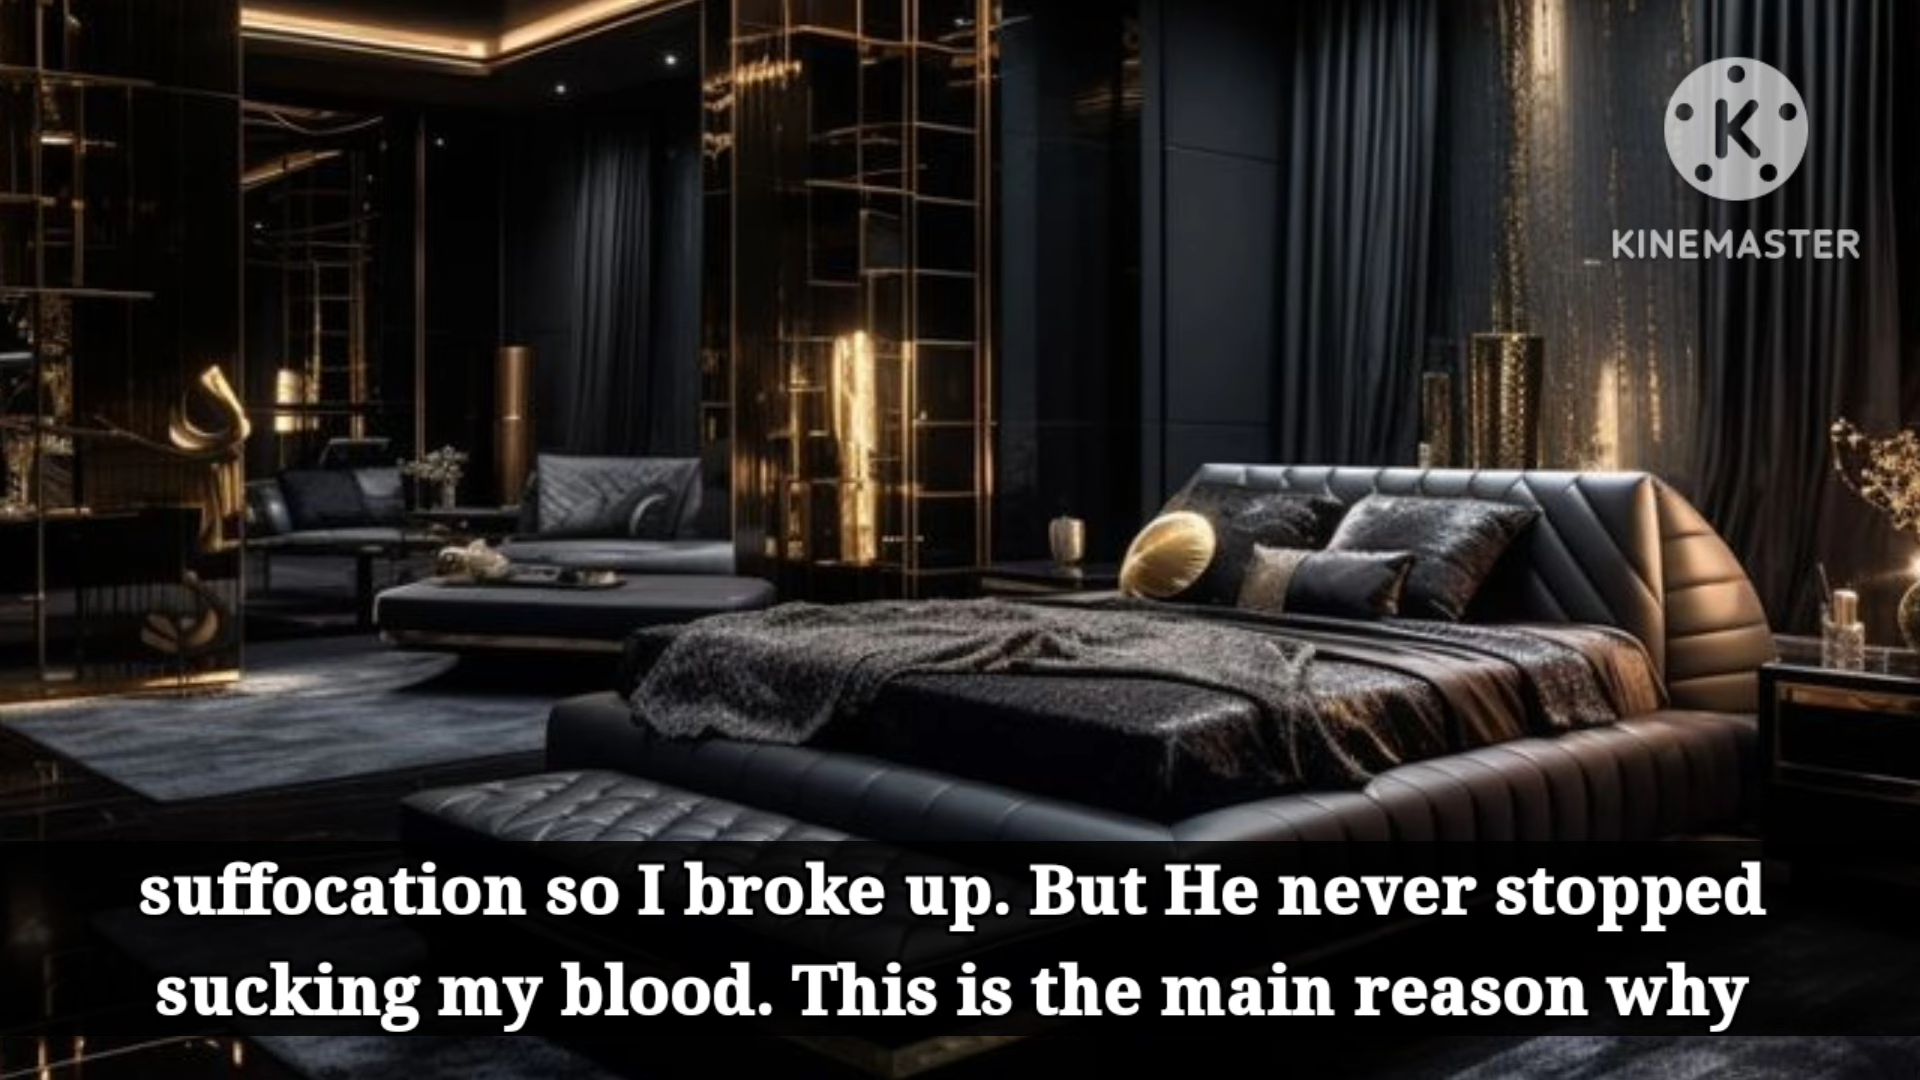 K
KINEMASTER
suffocation so I broke up. But He never stopped
sucking my blood. This is the main reason why